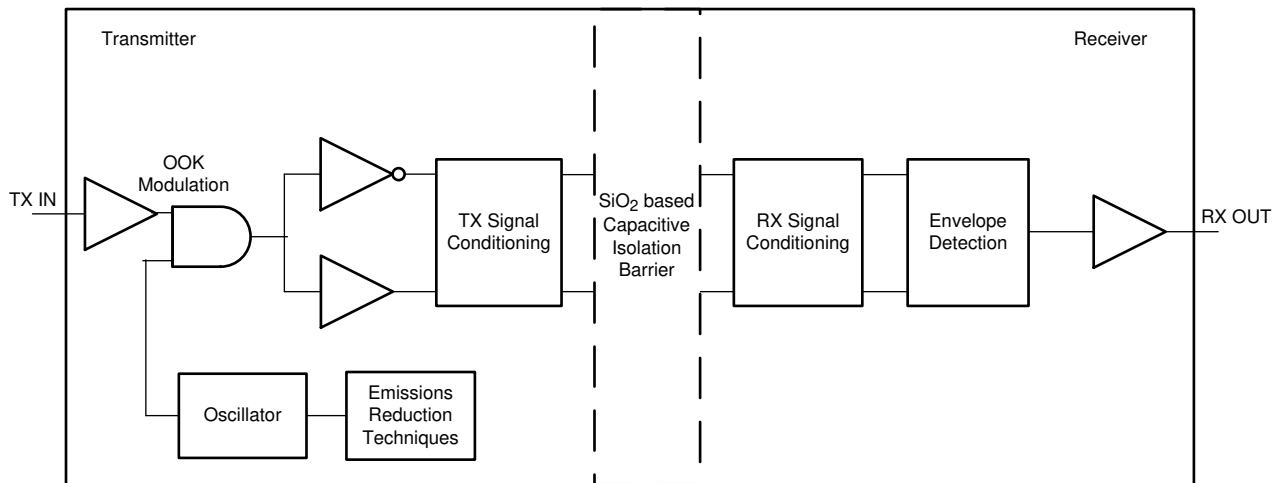 Transmitter
Receiver
OOK
Modulation
TX IN
TX Signal
Conditioning
SiO2 based
Capacitive
Isolation
Barrier
RX Signal
Conditioning
Envelope
Detection
RX OUT
Oscillator
Emissions
Reduction
Techniques